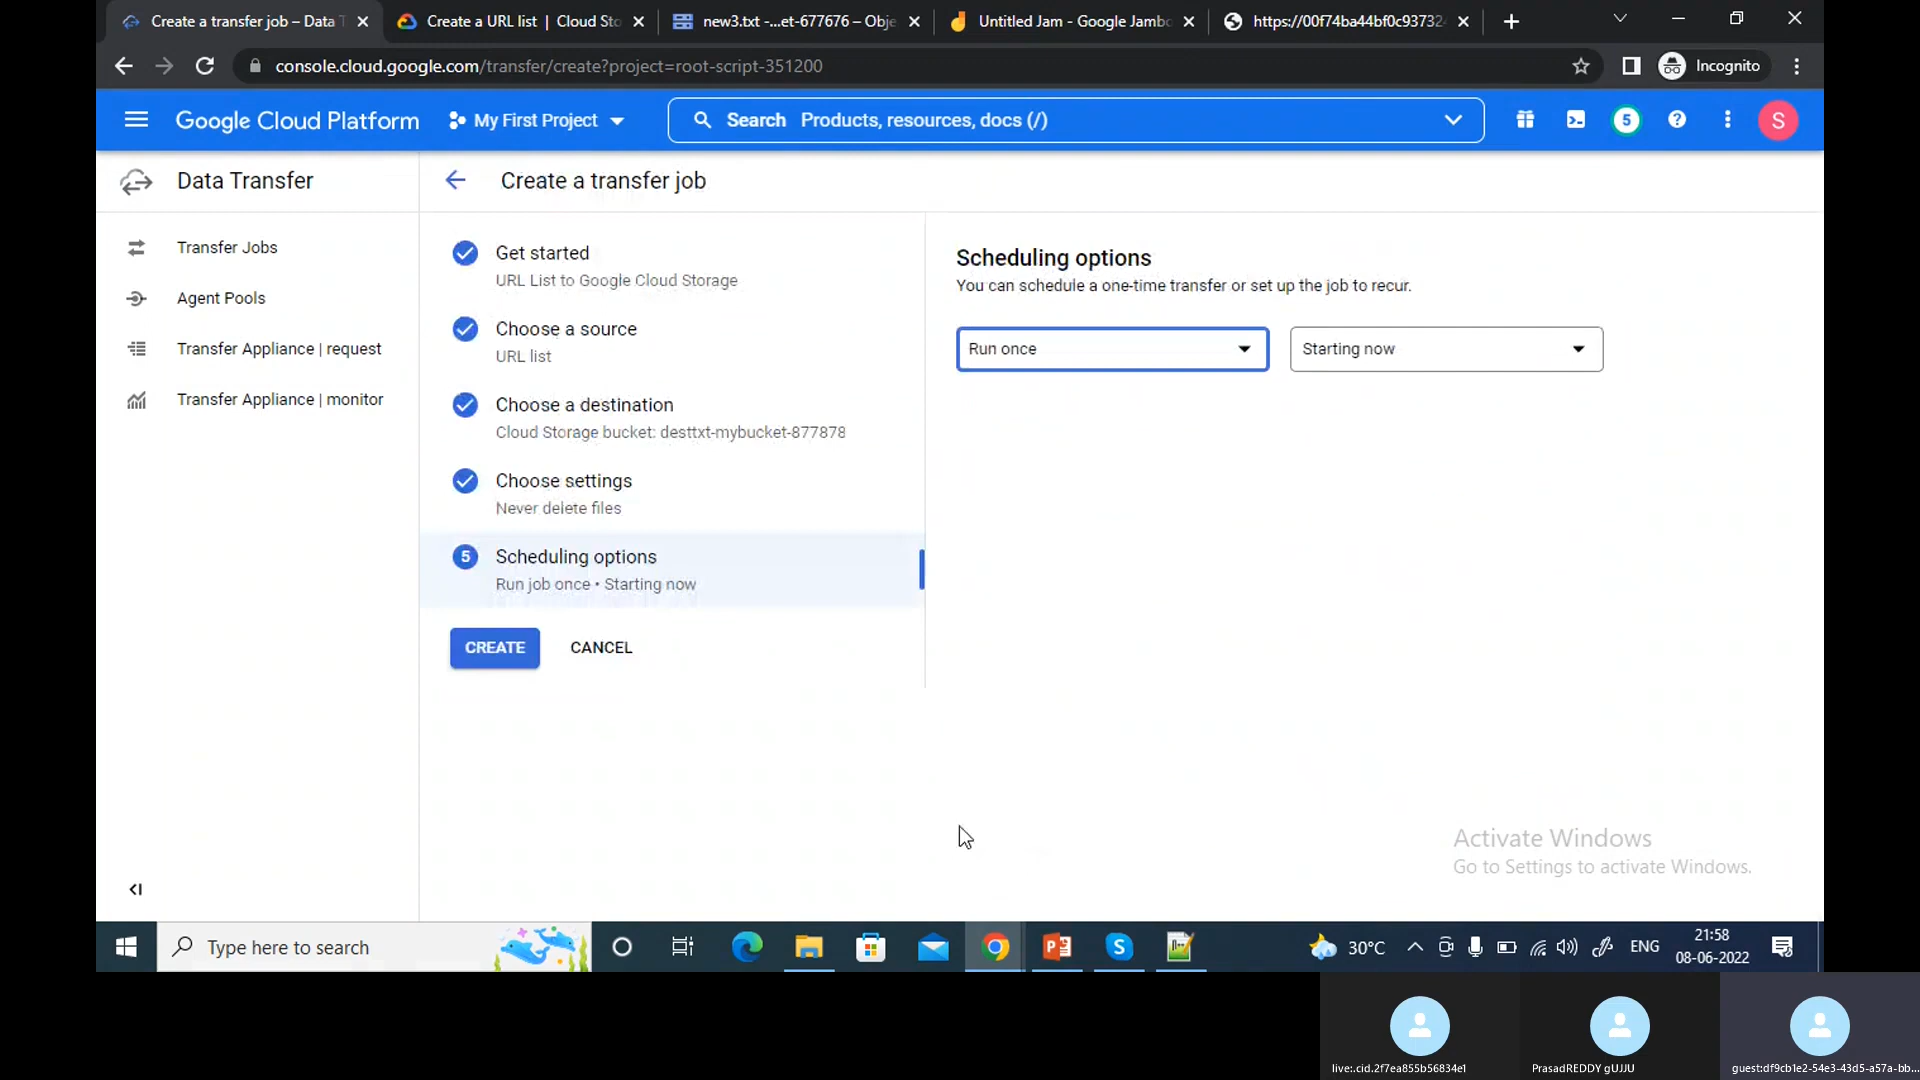 Create a transfer job – Data T
Create a URL list | Cloud Sto
new3.txt -...et-677676 – Obje
Untitled Jam - Google Jambo
https://00f74ba44bf0c93732
console.cloud.google.com/transfer/create?project=root-script-351200
Incognito
Google Cloud Platform
My First Project
Search Products, resources, docs (/)
5
S
Data Transfer
Create a transfer job
Transfer Jobs
Agent Pools
Transfer Appliance | request
Transfer Appliance | monitor
Get started
URL List to Google Cloud Storage
Choose a source
URL list
Choose a destination
Cloud Storage bucket: desttxt-mybucket-877878
Choose settings
Never delete files
5
Scheduling options
Run job once • Starting now
CREATE
CANCEL
Scheduling options
You can schedule a one-time transfer or set up the job to recur.
Run once
Starting now
Activate Windows
Go to Settings to activate Windows.
Type here to search
30°C
ENG
21:58
08-06-2022
live:.cid.2f7ea855b56834e1
PrasadREDDY gUJJU
guest:df9cb1e2-54e3-43d5-a57a-bb...